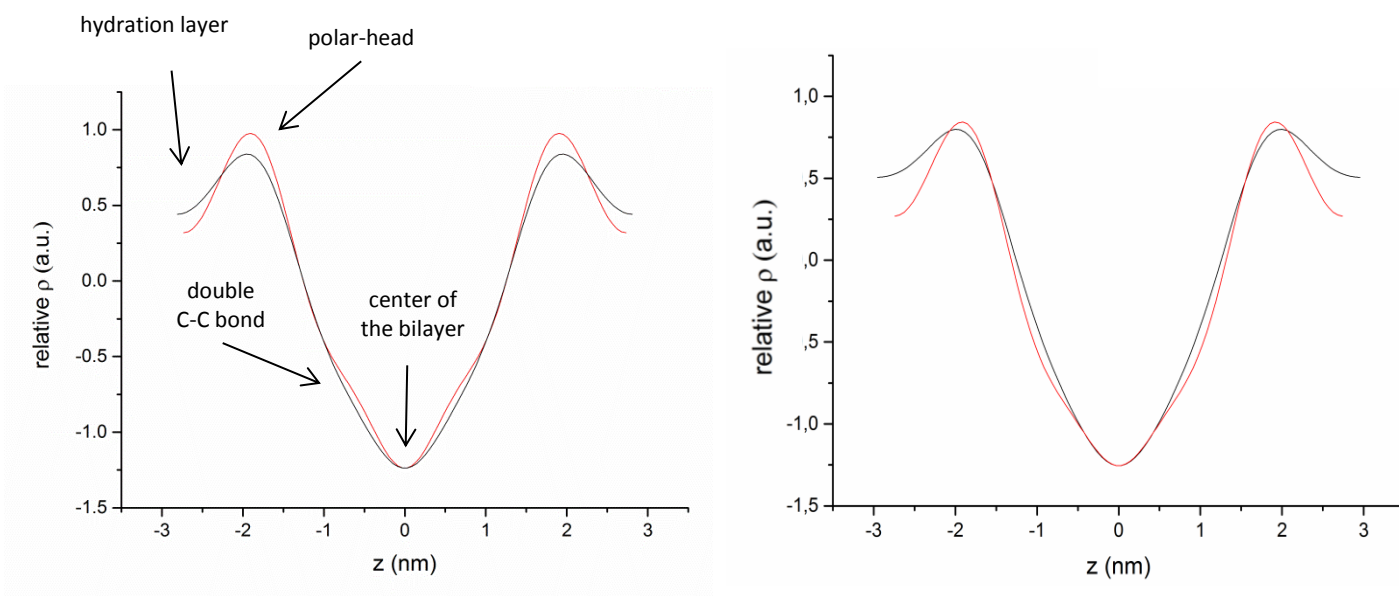 hydration layer
polar-head
1.0
0.5
0.0
-0.5
-1.0
-1.5
relative ρ (a.u.)
double
C-C bond
center of
the bilayer
-3
-2
-1
0
1
2
3
z (nm)
1,0
,5
,0
,5
-1,0
-1,5
relative ρ (a.u.)
-3
-2
-1
0
1
2
3
z (nm)